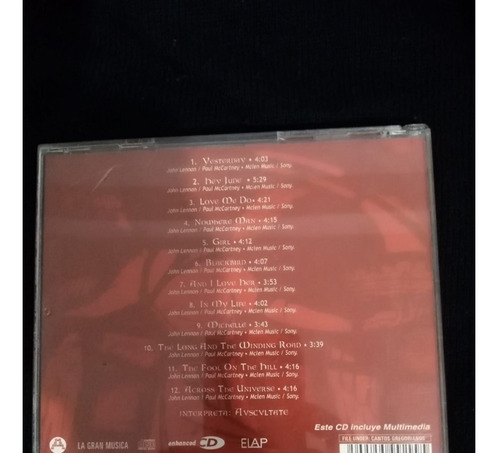 1. Yesterday • 4:03
John Lennon / Paul McCartney • Mclen Music / Sony.
2. Hey Jude • 5:29
John Lennon / Paul McCartney • Mclen Music / Sony.
3. Love Me Do • 4:21
John Lennon / Paul McCartney • Mclen Music / Sony.
4. Nowhere Man • 4:15
John Lennon / Paul McCartney • Mclen Music / Sony.
5. Girl • 4:12
John Lennon / Paul McCartney • Mclen Music / Sony.
6. Blackbird • 4:07
John Lennon / Paul McCartney • Mclen Music / Sony.
7. And I Love Her • 3:53
John Lennon / Paul McCartney • Mclen Music / Sony.
8. In My Life • 4:02
John Lennon / Paul McCartney • Mclen Music / Sony.
9. Michelle • 3:43
John Lennon / Paul McCartney • Mclen Music / Sony.
10. The Long And The Winding Road • 3:39
John Lennon / Paul McCartney • Mclen Music / Sony.
11. The Fool On The Hill • 4:16
John Lennon / Paul McCartney • Mclen Music / Sony.
12. Across The Universe • 4:16
John Lennon / Paul McCartney • Mclen Music / Sony.
Interpreta: Avscvltate
Este CD incluye Multimedia
LA GRAN MUSICA enhanced CD ELAP FILE UNDER: CANTOS GREGORIANOS